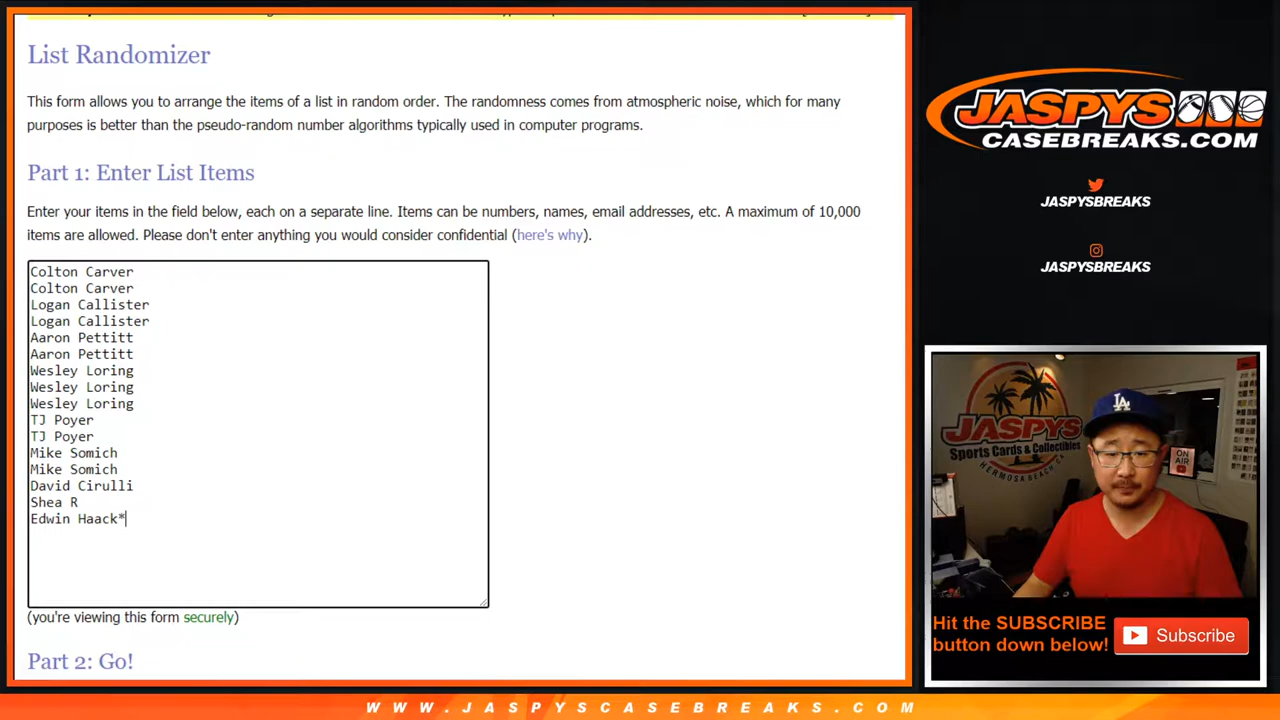 List Randomizer
This form allows you to arrange the items of a list in random order. The randomness comes from atmospheric noise, which for many
purposes is better than the pseudo-random number algorithms typically used in computer programs.
Part 1: Enter List Items
Enter your items in the field below, each on a separate line. Items can be numbers, names, email addresses, etc. A maximum of 10,000
items are allowed. Please don't enter anything you would consider confidential (here's why).
Colton Carver
Colton Carver
Logan Callister
Logan Callister
Aaron Pettitt
Aaron Pettitt
Wesley Loring
Wesley Loring
Wesley Loring
TJ Poyer
TJ Poyer
Mike Somich
Mike Somich
David Cirulli
Shea R
Edwin Haack*
(you're viewing this form securely)
Part 2: Go!
JASPYS
CASEBREAKS.COM
JASPYSBREAKS
JASPYSBREAKS
JASPYS
Sports Cards & Collectibles
HERMOSA BEACH, CA
LA
ON
AIR
Hit the SUBSCRIBE
button down below!
Subscribe
WWW.JASPYSCASEBREAKS.COM